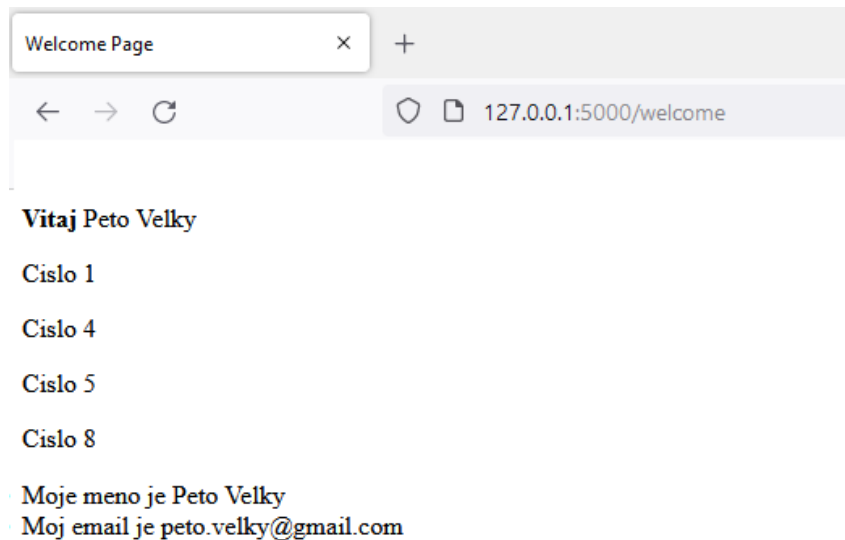 Welcome Page
127.0.0.1:5000/welcome
Vitaj Peto Velky
Cislo 1
Cislo 4
Cislo 5
Cislo 8
Moje meno je Peto Velky
Moj email je peto.velky@gmail.com